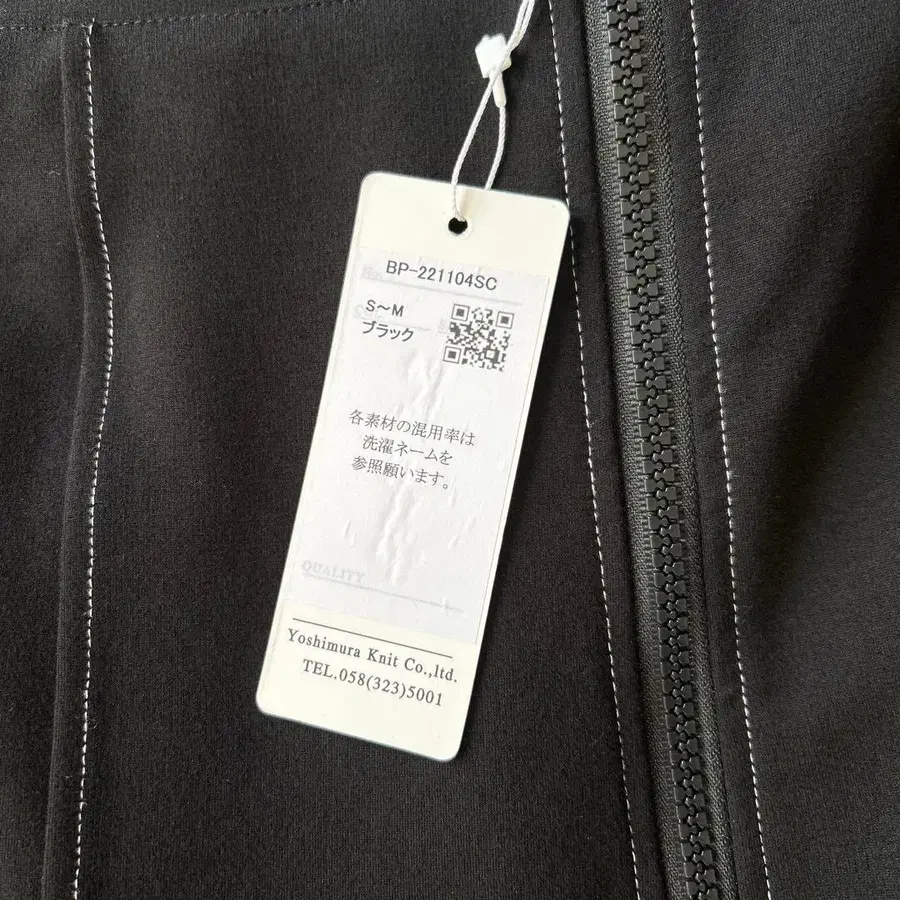 BP-221104SC
S～M
ブラック
各素材の混用率は
洗濯ネームを
参照願います。
QUALITY
Yoshimura Knit Co.,ltd.
TEL.058(323)5001